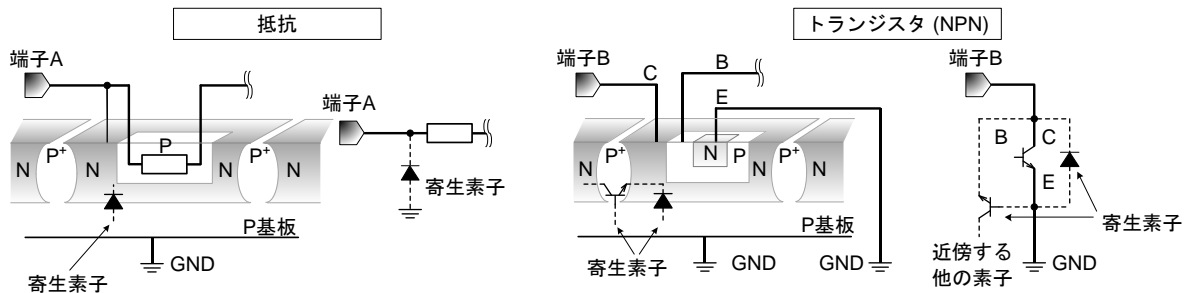 抵抗
端子A
N
P+
N
P
N
P+
N
P基板
寄生素子
GND
端子A
寄生素子
トランジスタ (NPN)
端子B
C
B
E
N
P+
N
N
P
P+
N
P基板
寄生素子
GND
GND
端子B
B
C
E
寄生素子
近傍する
他の素子
GND